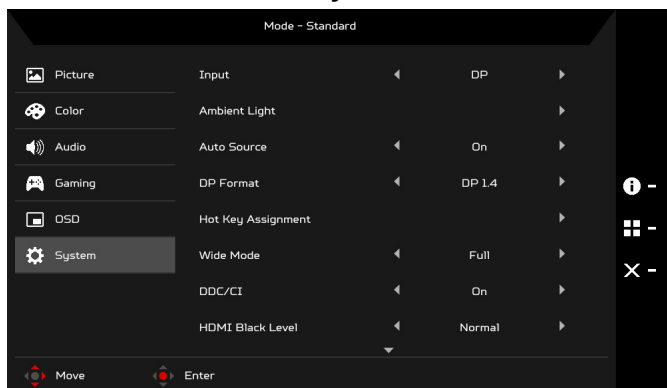 Mode - Standard
Picture Input DP
Color Ambient Light
Audio Auto Source On
Gaming DP Format DP 1.4
OSD Hot Key Assignment
System Wide Mode Full
DDC/CI On
HDMI Black Level Normal
Move Enter